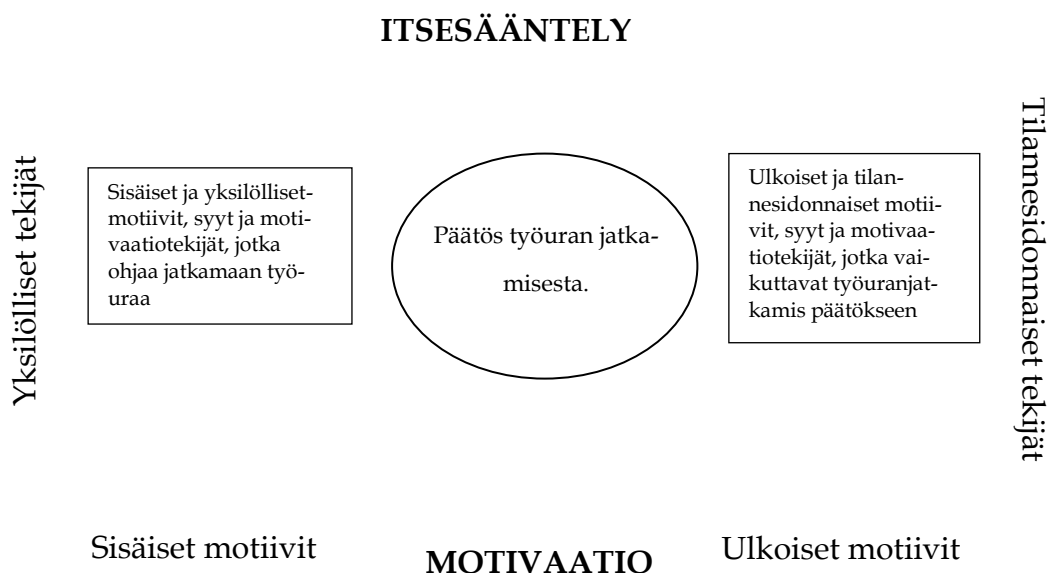 ITSESÄÄNTELY
Yksilölliset tekijät
Sisäiset ja yksilölliset-
motiivit, syyt ja moti-
vaatiotekijät, jotka
ohjaa jatkamaan työ-
uraa
Päätös työuran jatka-
misesta.
Ulkoiset ja tilan-
nesidonnaiset motii-
vit, syyt ja motivaa-
tiotekijät, jotka vai-
kuttavat työuranjat-
kamis päätökseen
Tilannesidonnaiset tekijät
Sisäiset motiivit
MOTIVAATIO
Ulkoiset motiivit